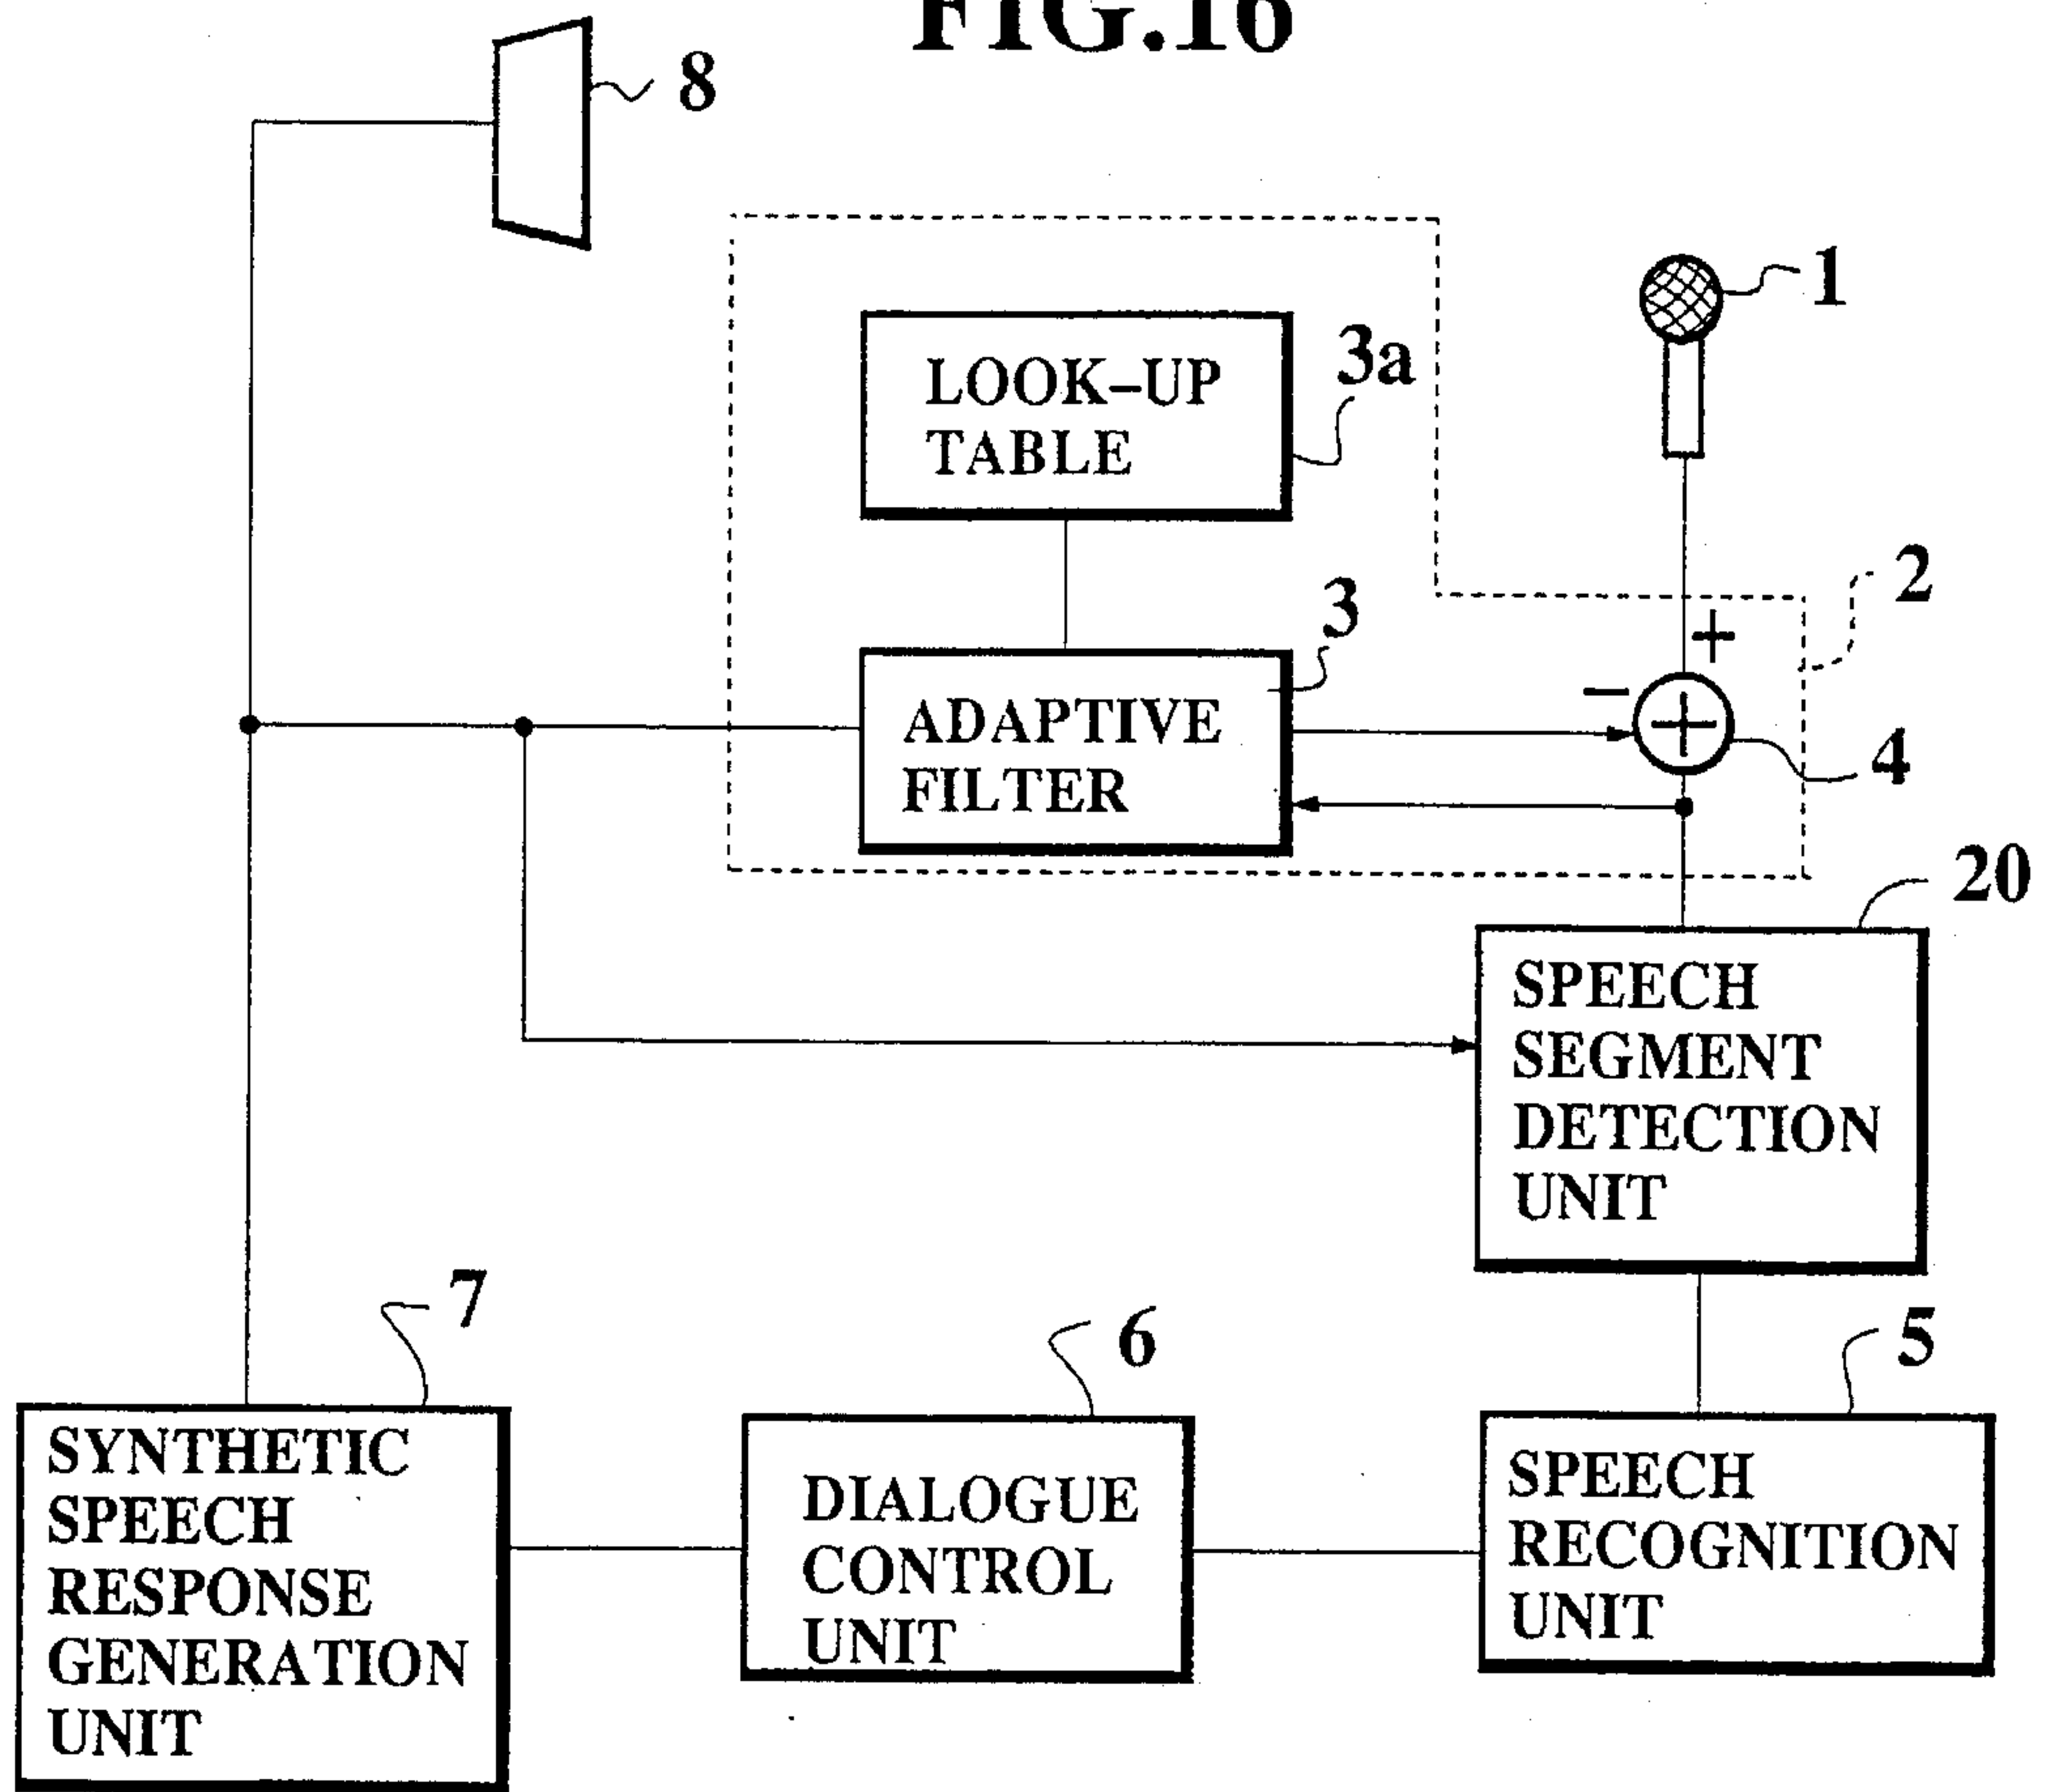 FIG.16
8
1
LOOK-UP
TABLE
3a
2
+
3
−
ADAPTIVE
FILTER
+
4
20
SPEECH
SEGMENT
DETECTION
UNIT
7
6
5
SYNTHETIC
SPEECH
RESPONSE
GENERATION
UNIT
DIALOGUE
CONTROL
UNIT
SPEECH
RECOGNITION
UNIT